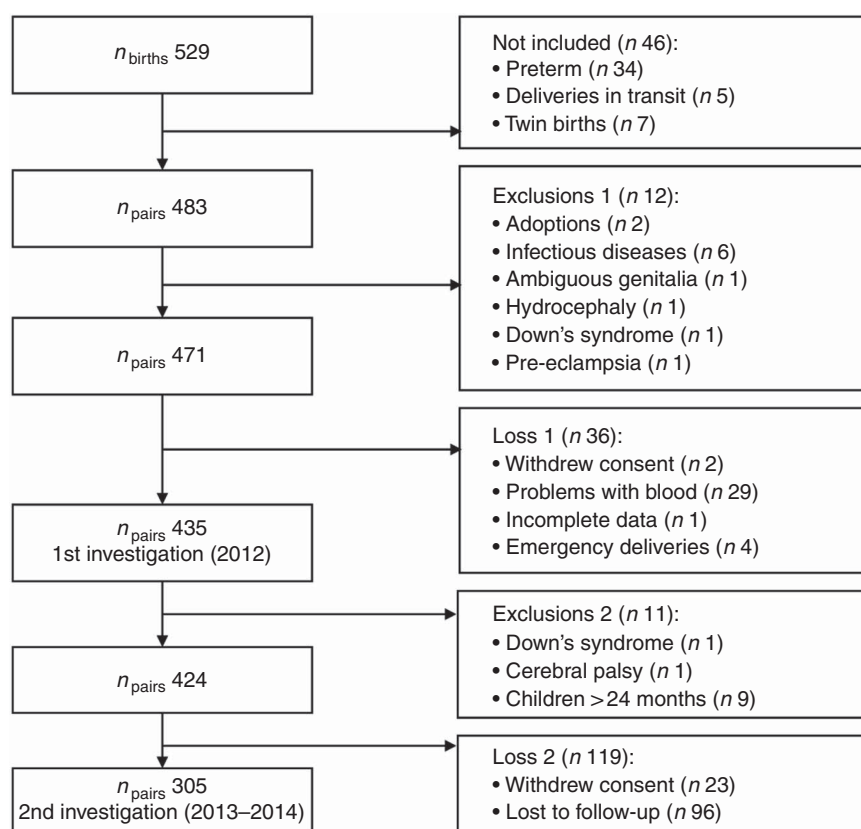 n births 529
Not included (n 46):
• Preterm (n 34)
• Deliveries in transit (n 5)
• Twin births (n 7)
n pairs 483
Exclusions 1 (n 12):
• Adoptions (n 2)
• Infectious diseases (n 6)
• Ambiguous genitalia (n 1)
• Hydrocephaly (n 1)
• Down's syndrome (n 1)
• Pre-eclampsia (n 1)
n pairs 471
Loss 1 (n 36):
• Withdrew consent (n 2)
• Problems with blood (n 29)
• Incomplete data (n 1)
• Emergency deliveries (n 4)
n pairs 435
1st investigation (2012)
Exclusions 2 (n 11):
• Down's syndrome (n 1)
• Cerebral palsy (n 1)
• Children >24 months (n 9)
n pairs 424
Loss 2 (n 119):
• Withdrew consent (n 23)
• Lost to follow-up (n 96)
n pairs 305
2nd investigation (2013–2014)